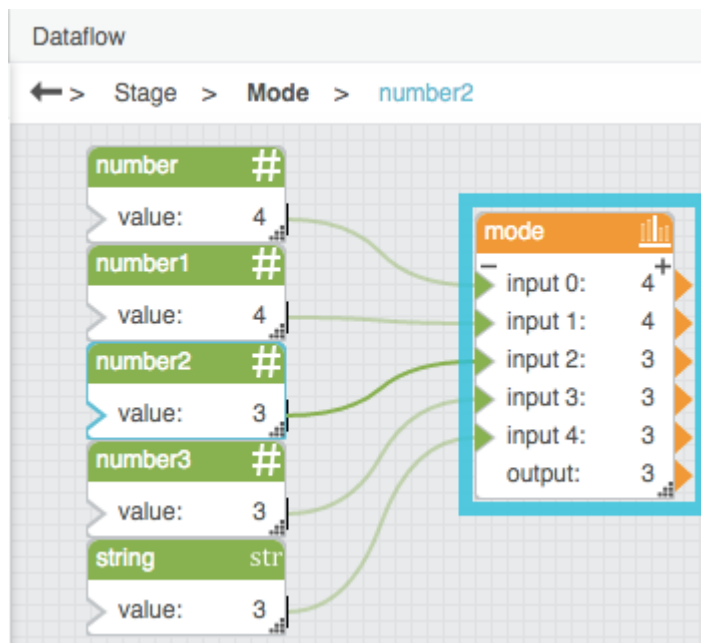 Dataflow
> Stage > Mode > number2
number #
value: 4
number1 #
value: 4
number2 #
value: 3
number3 #
value: 3
string str
value: 3
mode
− +
input 0: 4
input 1: 4
input 2: 3
input 3: 3
input 4: 3
output: 3